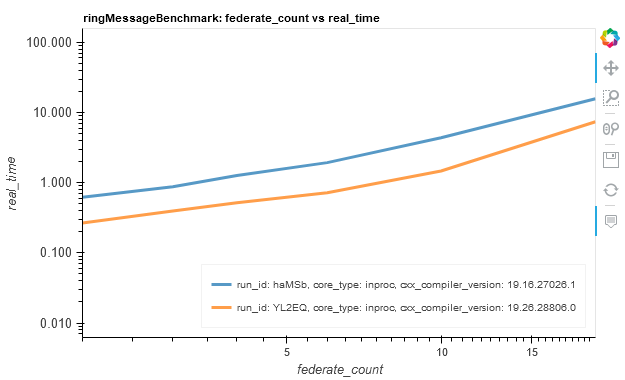 ringMessageBenchmark: federate_count vs real_time
100.000
10.000
1.000
0.100
0.010
real_time
run_id: haMSb, core_type: inproc, cxx_compiler_version: 19.16.27026.1
run_id: YL2EQ, core_type: inproc, cxx_compiler_version: 19.26.28806.0
5
10
15
federate_count